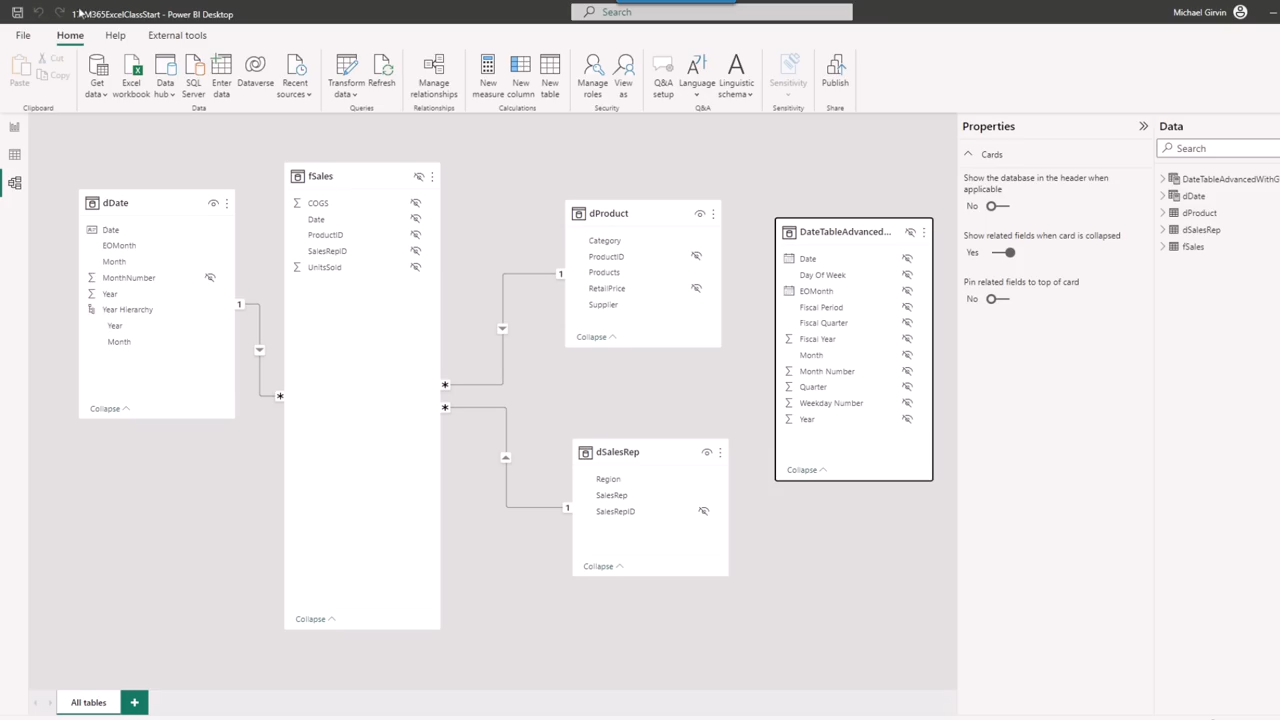 M365ExcelClassStart - Power BI Desktop
Search
Michael Girvin
File
Home
Help
External tools
Paste
Cut
Copy
Clipboard
Get data
Excel workbook
Data hub
SQL Server
Enter data
Dataverse
Recent sources
Data
Transform data
Refresh
Queries
Manage relationships
Relationships
New measure
New column
New table
Calculations
Manage roles
View as
Security
Q&A setup
Language
Linguistic schema
Q&A
Sensitivity
Sensitivity
Publish
Share
dDate
Date
EOMonth
Month
MonthNumber
Year
Year Hierarchy
Year
Month
Collapse
1
*
fSales
COGS
Date
ProductID
SalesRepID
UnitsSold
Collapse
*
*
1
1
dProduct
Category
ProductID
Products
RetailPrice
Supplier
Collapse
dSalesRep
Region
SalesRep
SalesRepID
Collapse
DateTableAdvanced...
Date
Day Of Week
EOMonth
Fiscal Period
Fiscal Quarter
Fiscal Year
Month
Month Number
Quarter
Weekday Number
Year
Collapse
Properties
Cards
Show the database in the header when
applicable
No
Show related fields when card is collapsed
Yes
Pin related fields to top of card
No
Data
Search
DateTableAdvancedWithG
dDate
dProduct
dSalesRep
fSales
All tables